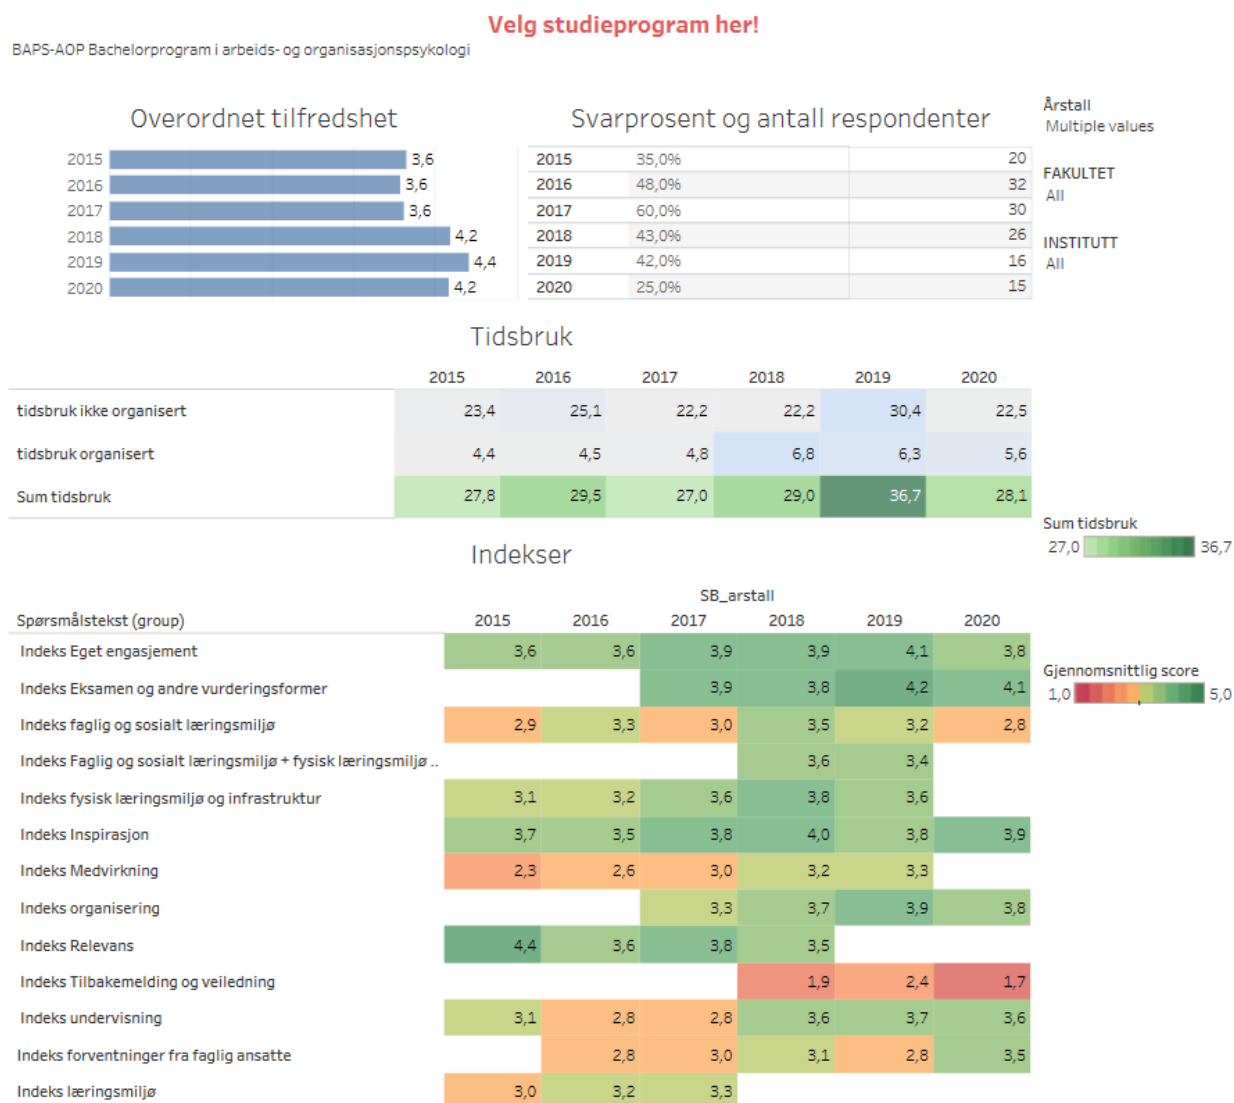 Velg studieprogram her!
BAPS-AOP Bachelorprogram i arbeids- og organisasjonspsykologi
Overordnet tilfredshet
2015 3,6
2016 3,6
2017 3,6
2018 4,2
2019 4,4
2020 4,2
Svarprosent og antall respondenter
2015 35,0% 20
2016 48,0% 32
2017 60,0% 30
2018 43,0% 26
2019 42,0% 16
2020 25,0% 15
Årstall
Multiple values
FAKULTET
All
INSTITUTT
All
Tidsbruk
2015 2016 2017 2018 2019 2020
tidsbruk ikke organisert 23,4 25,1 22,2 22,2 30,4 22,5
tidsbruk organisert 4,4 4,5 4,8 6,8 6,3 5,6
Sum tidsbruk 27,8 29,5 27,0 29,0 36,7 28,1
Sum tidsbruk
27,0 36,7
Indekser
SB_arstall
Spørsmålstekst (group) 2015 2016 2017 2018 2019 2020
Indeks Eget engasjement 3,6 3,6 3,9 3,9 4,1 3,8
Indeks Eksamen og andre vurderingsformer 3,9 3,8 4,2 4,1
Indeks faglig og sosialt læringsmiljø 2,9 3,3 3,0 3,5 3,2 2,8
Indeks Faglig og sosialt læringsmiljø + fysisk læringsmiljø .. 3,6 3,4
Indeks fysisk læringsmiljø og infrastruktur 3,1 3,2 3,6 3,8 3,6
Indeks Inspirasjon 3,7 3,5 3,8 4,0 3,8 3,9
Indeks Medvirkning 2,3 2,6 3,0 3,2 3,3
Indeks organisering 3,3 3,7 3,9 3,8
Indeks Relevans 4,4 3,6 3,8 3,5
Indeks Tilbakemelding og veiledning 1,9 2,4 1,7
Indeks undervisning 3,1 2,8 2,8 3,6 3,7 3,6
Indeks forventninger fra faglig ansatte 2,8 3,0 3,1 2,8 3,5
Indeks læringsmiljø 3,0 3,2 3,3
Gjennomsnittlig score
1,0 5,0